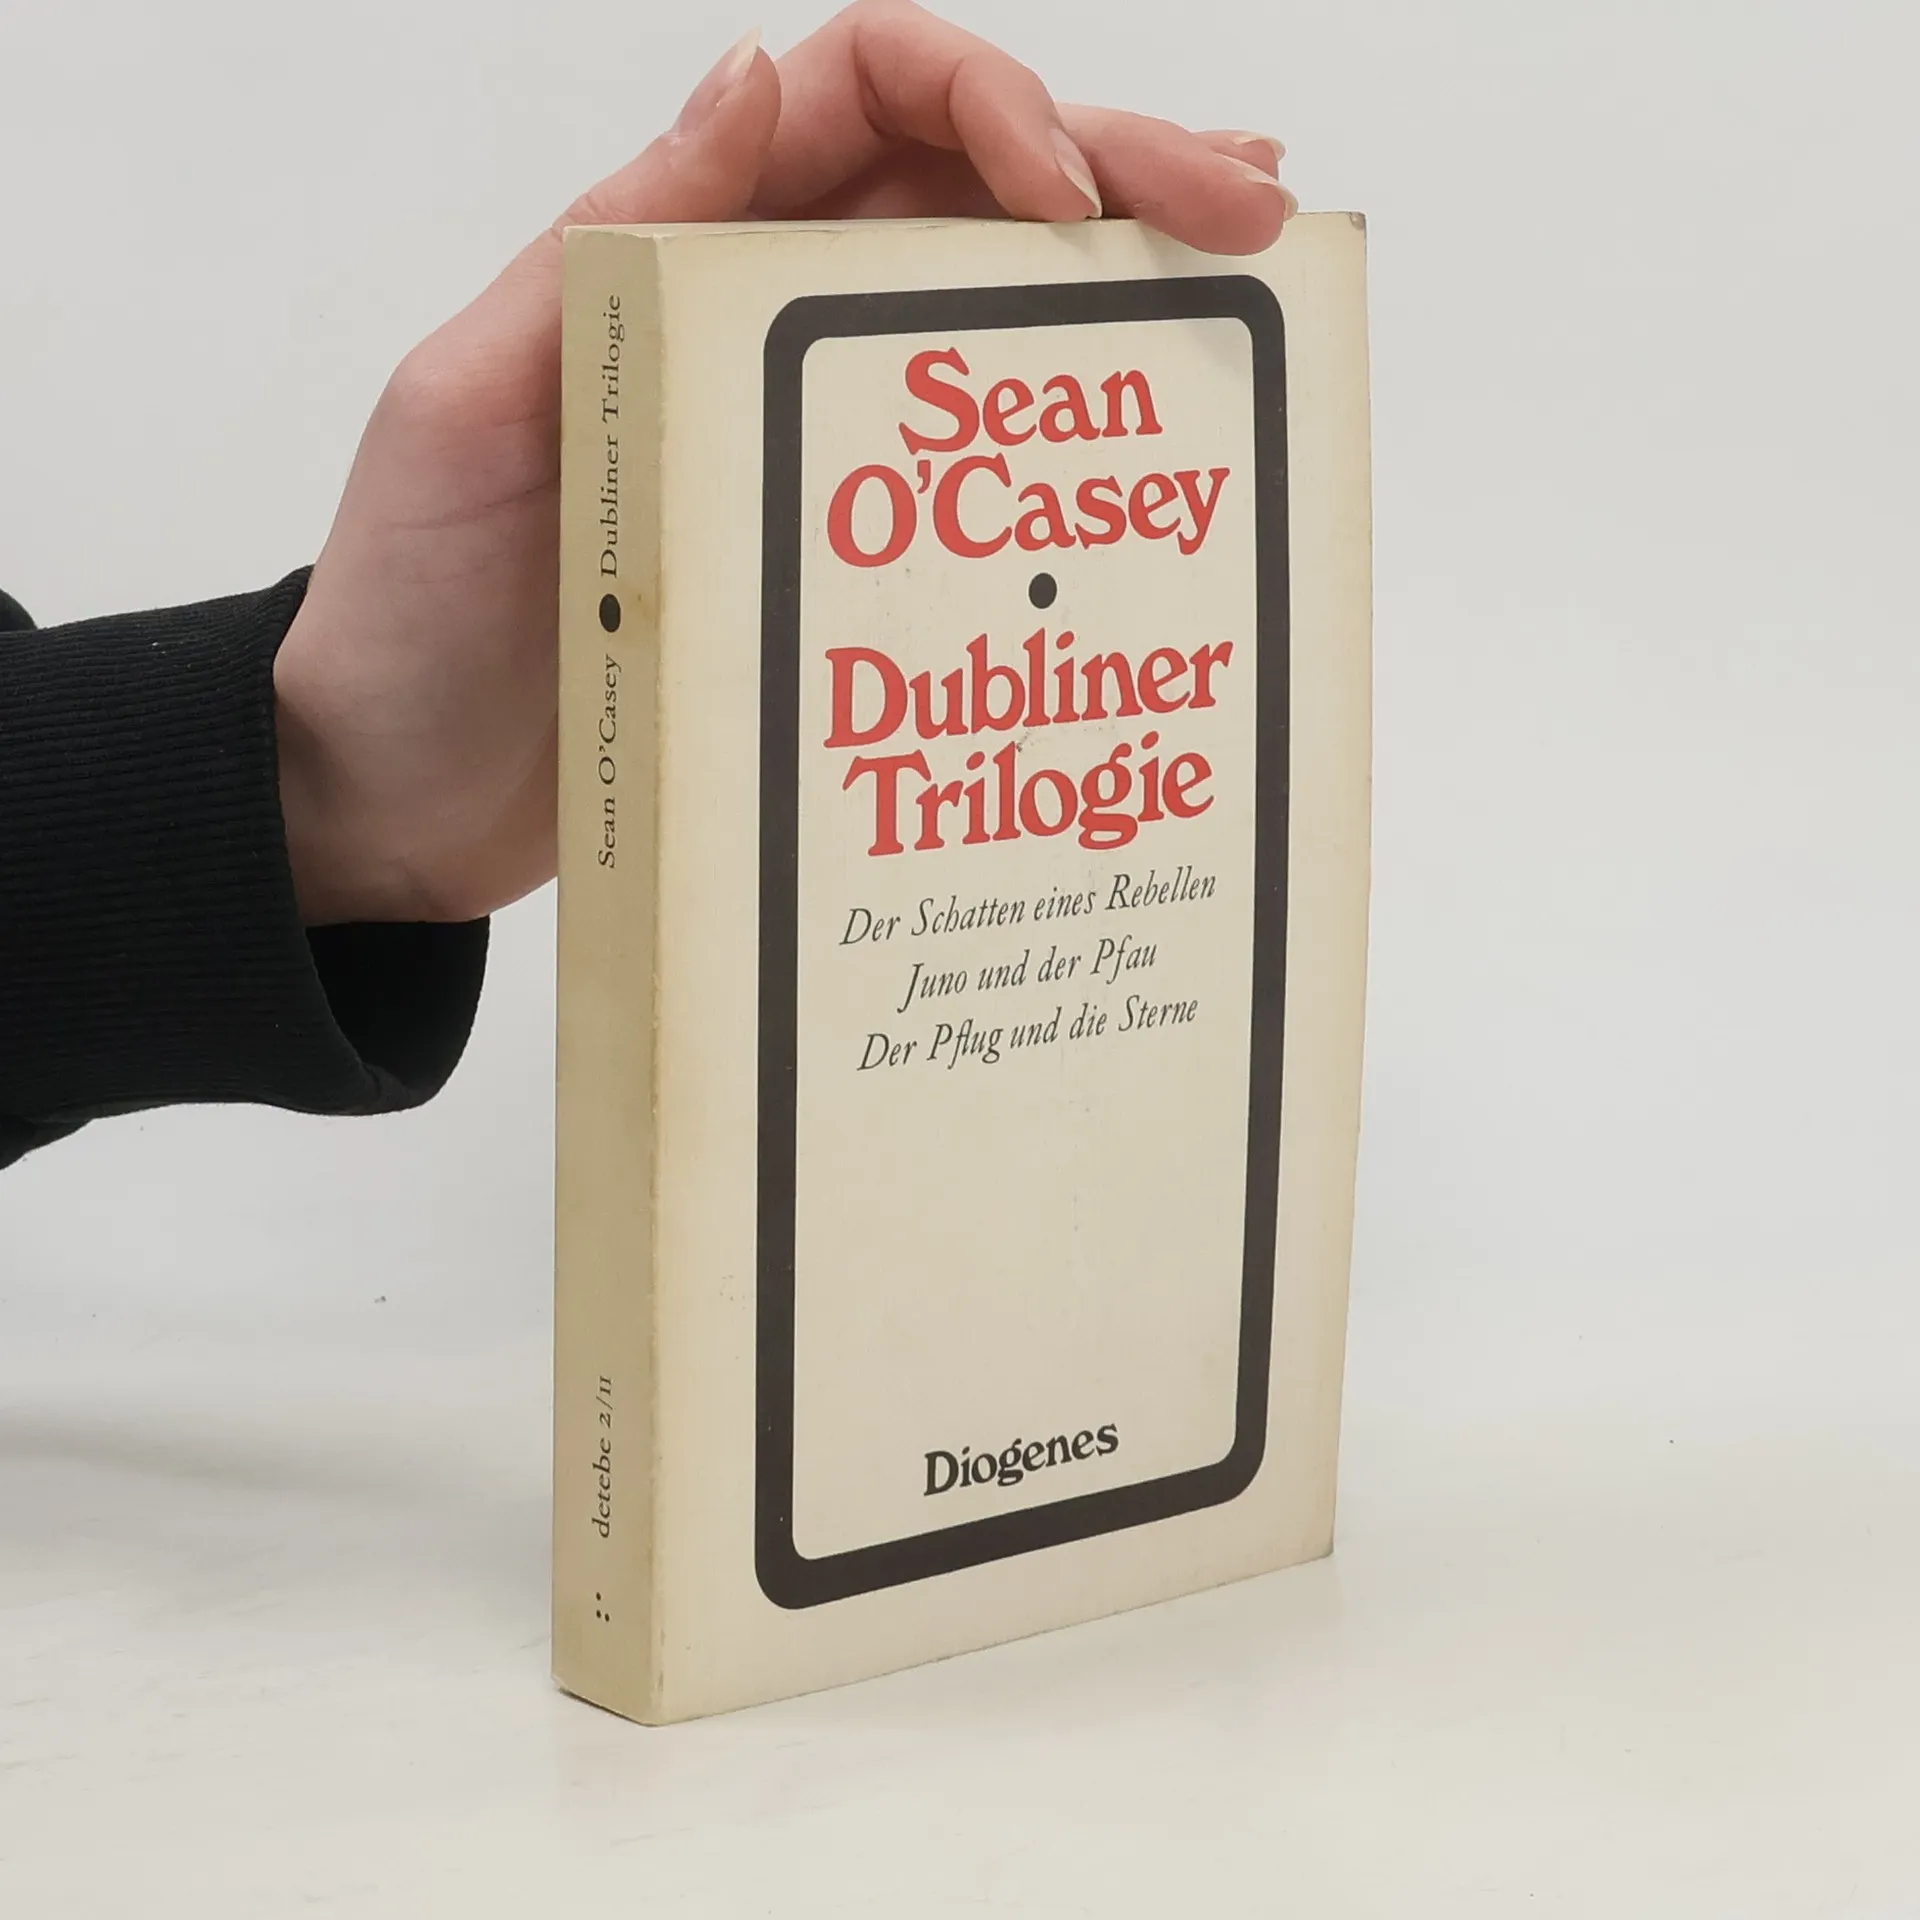 Sean
O'Casey
Dubliner
Trilogie
Der Schatten eines Rebellen
Juno und der Pfau
Der Pflug und die Sterne
Diogenes
Sean O'Casey ● Dubliner Trilogie
detebe 2/II